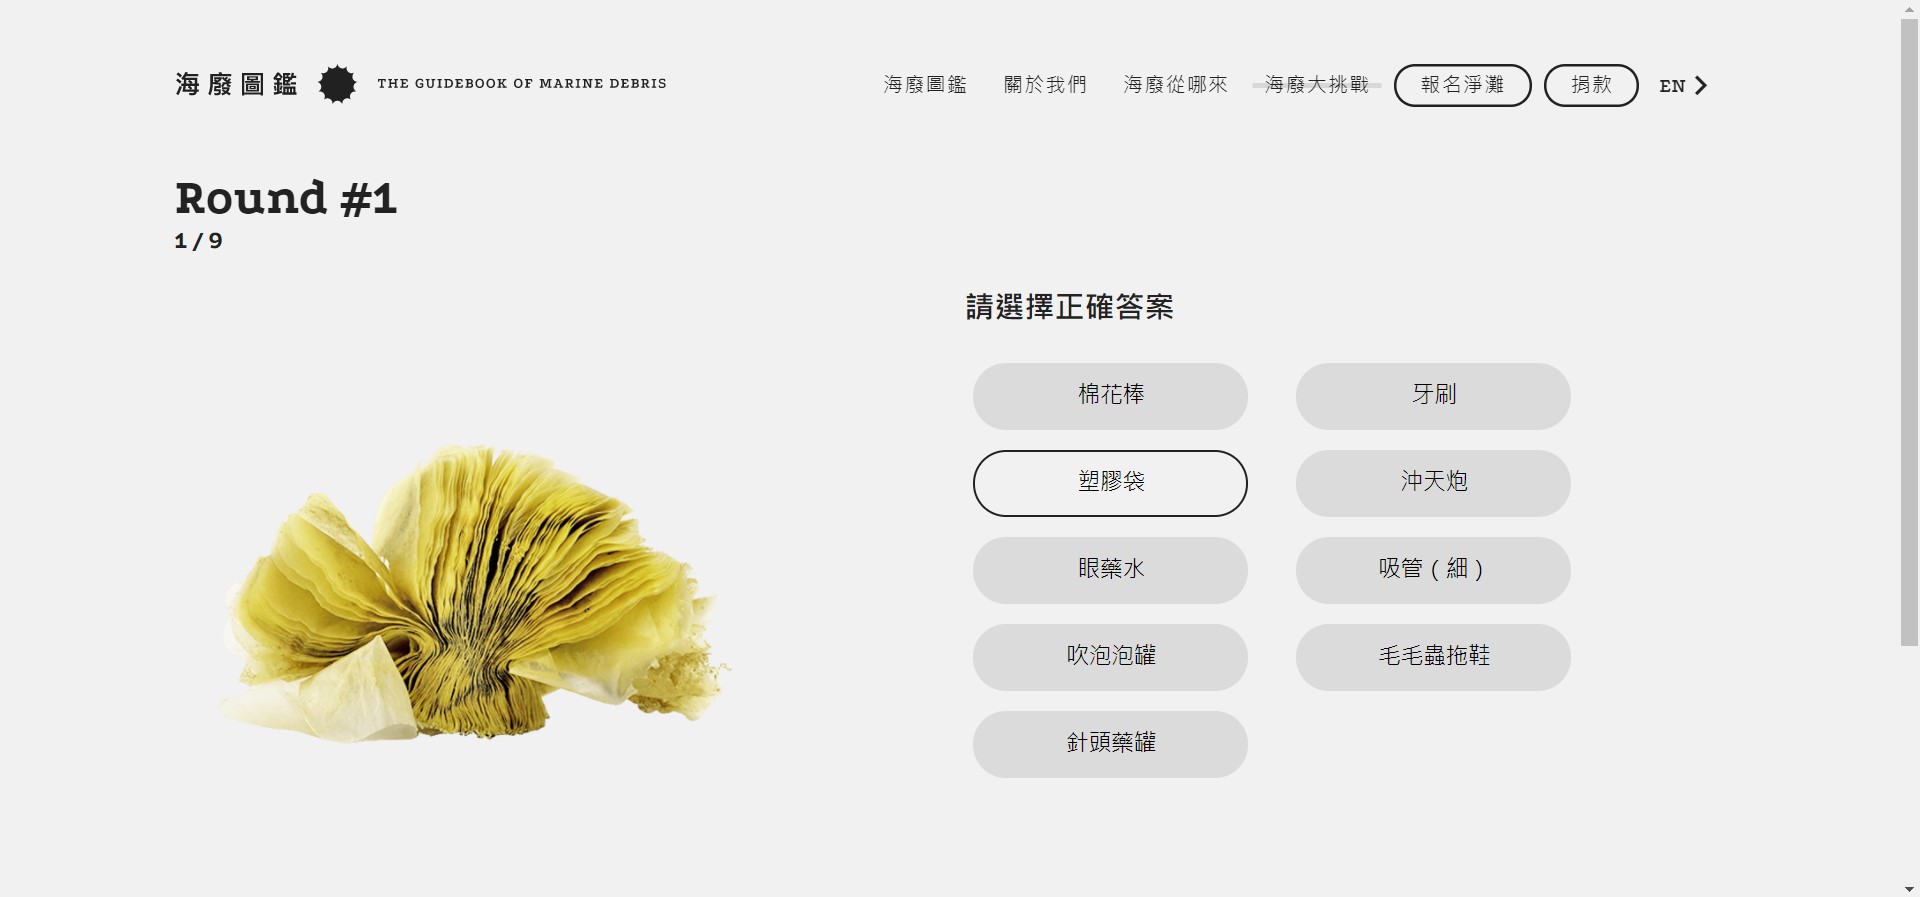 海廢圖鑑 THE GUIDEBOOK OF MARINE DEBRIS 海廢圖鑑 關於我們 海廢從哪來 海廢大挑戰 報名淨灘 捐款 EN
Round #1
1 / 9
請選擇正確答案
棉花棒 牙刷
塑膠袋 沖天炮
眼藥水 吸管 ( 細 )
吹泡泡罐 毛毛蟲拖鞋
針頭藥罐